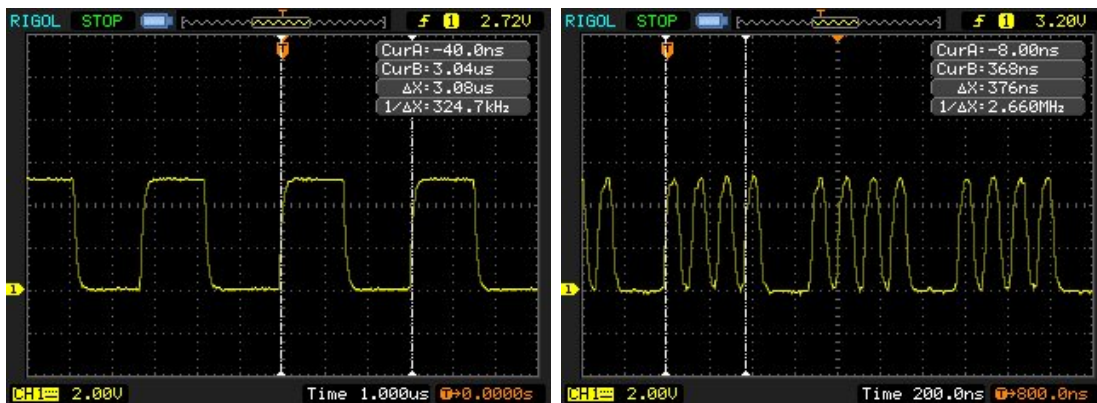 RIGOL STOP T ƒ 1 2.72V
T
CurA:-40.0ns
CurB:3.04us
ΔX:3.08us
1/ΔX:324.7kHz
1
CH1 2.00V Time 1.000us T→0.0000s
RIGOL STOP T ƒ 1 3.20V
T
CurA:-8.00ns
CurB:368ns
ΔX:376ns
1/ΔX:2.660MHz
1
CH1 2.00V Time 200.0ns T→800.0ns